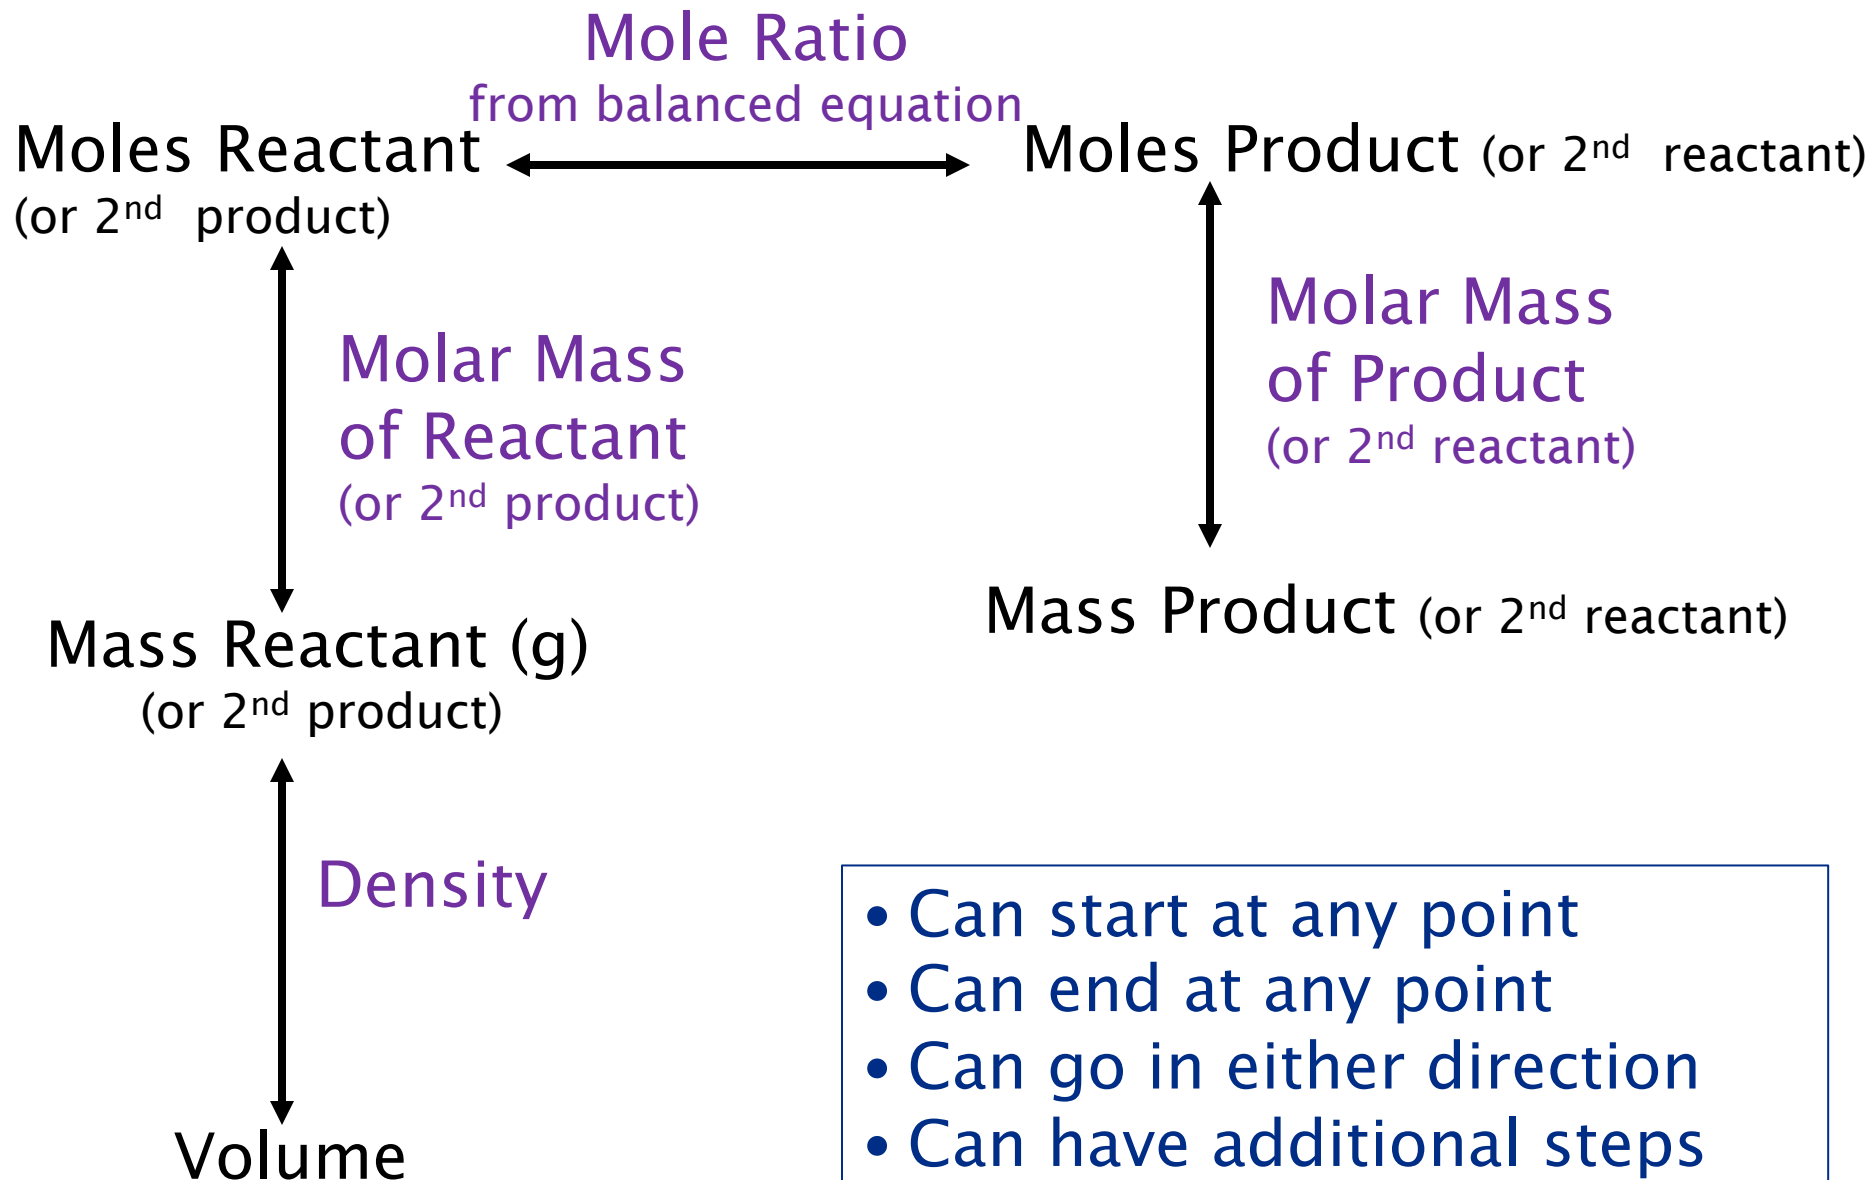 Mole Ratio
from balanced equation
Moles Reactant
(or 2nd product)
Moles Product (or 2nd reactant)
Molar Mass
of Reactant
(or 2nd product)
Molar Mass
of Product
(or 2nd reactant)
Mass Reactant (g)
(or 2nd product)
Mass Product (or 2nd reactant)
Density
Volume
• Can start at any point
• Can end at any point
• Can go in either direction
• Can have additional steps